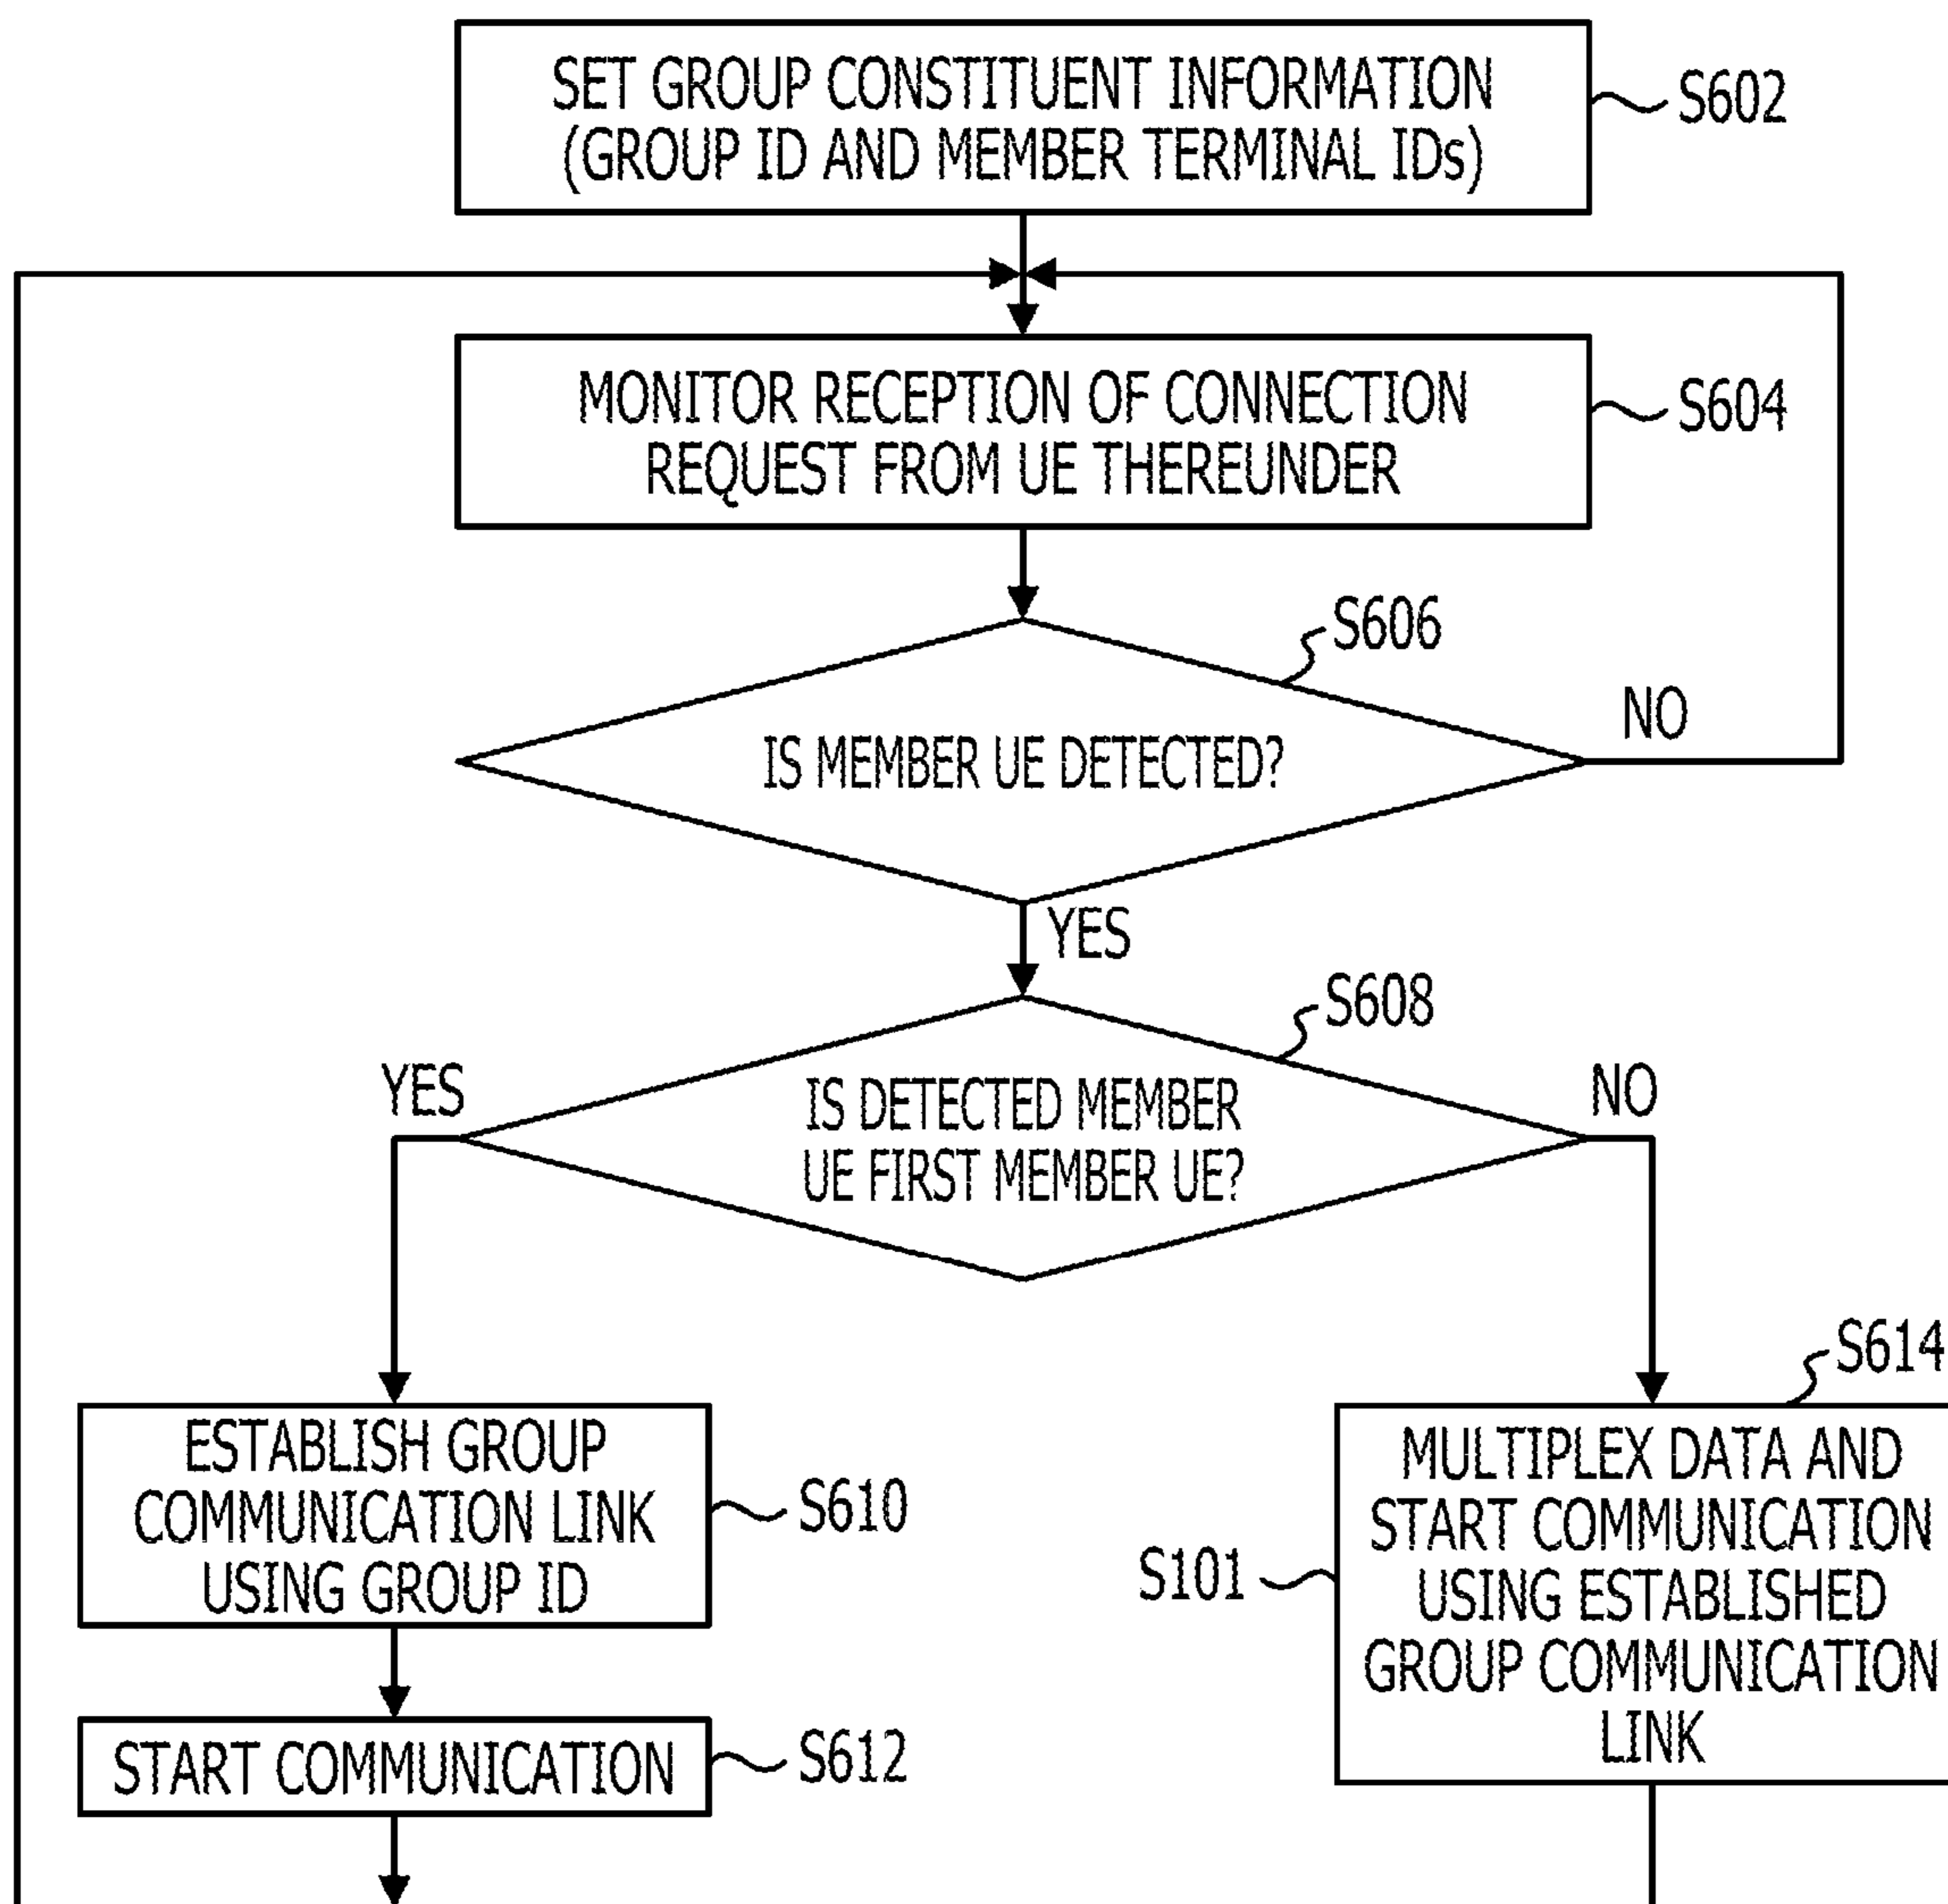 SET GROUP CONSTITUENT INFORMATION
(GROUP ID AND MEMBER TERMINAL IDs)
S602
MONITOR RECEPTION OF CONNECTION
REQUEST FROM UE THEREUNDER
S604
S606
IS MEMBER UE DETECTED?
NO
YES
S608
IS DETECTED MEMBER
UE FIRST MEMBER UE?
YES
NO
ESTABLISH GROUP
COMMUNICATION LINK
USING GROUP ID
S610
S614
MULTIPLEX DATA AND
START COMMUNICATION
USING ESTABLISHED
GROUP COMMUNICATION
LINK
S101
START COMMUNICATION
S612